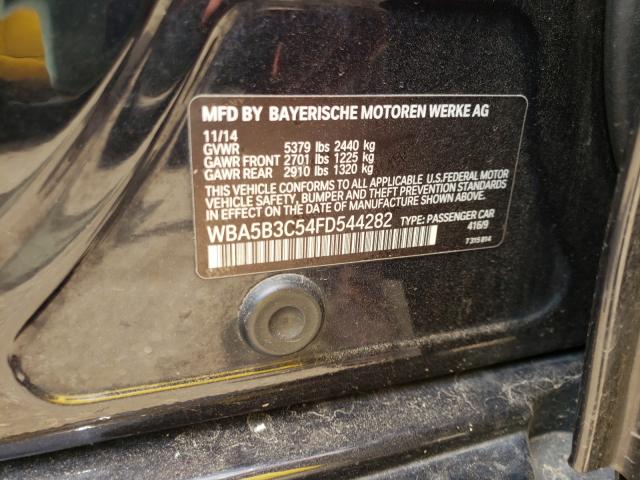 MFD BY BAYERISCHE MOTOREN WERKE AG
11/14
GVWR 5379 lbs 2440 kg
GAWR FRONT 2701 lbs 1225 kg
GAWR REAR 2910 lbs 1320 kg
THIS VEHICLE CONFORMS TO ALL APPLICABLE U.S.FEDERAL MOTOR
VEHICLE SAFETY, BUMPER AND THEFT PREVENTION STANDARDS
IN EFFECT ON THE DATE OF MANUFACTURE SHOWN ABOVE.
WBA5B3C54FD544282 TYPE: PASSENGER CAR
416/9
7315814